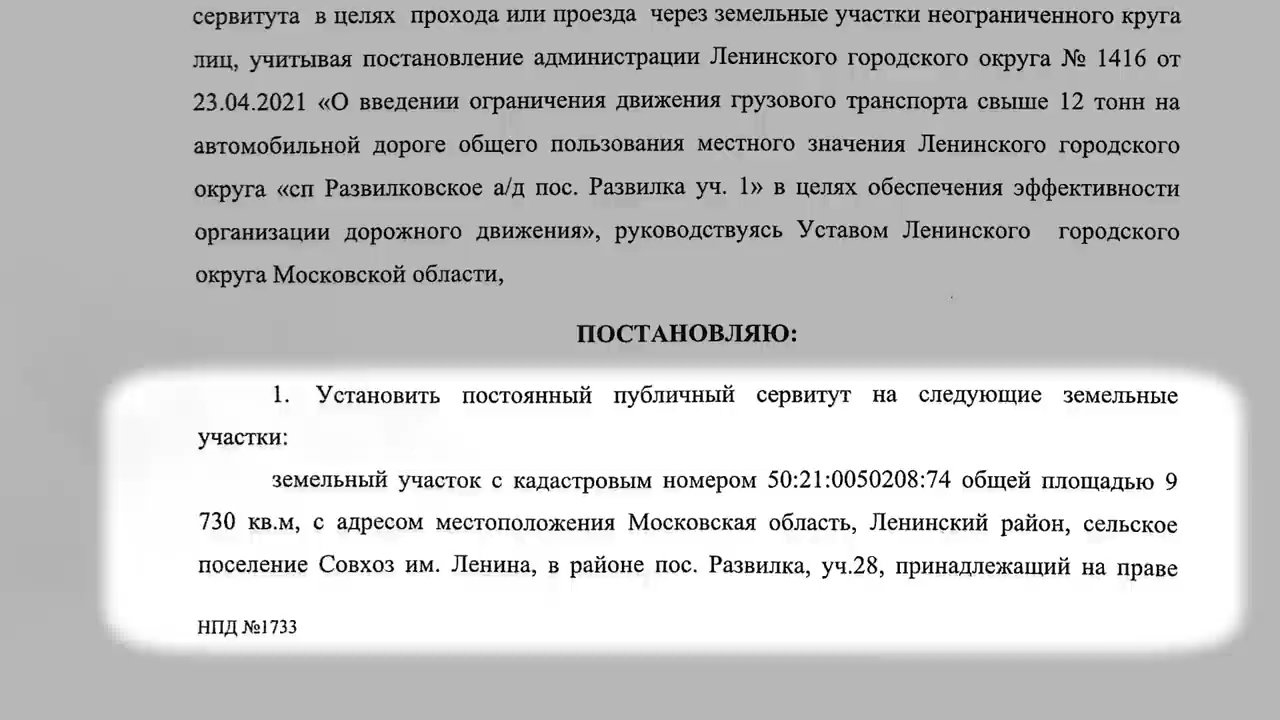 сервитута в целях прохода или проезда через земельные участки неограниченного круга
лиц, учитывая постановление администрации Ленинского городского округа № 1416 от
23.04.2021 «О введении ограничения движения грузового транспорта свыше 12 тонн на
автомобильной дороге общего пользования местного значения Ленинского городского
округа «сп Развилковское а/д пос. Развилка уч. 1» в целях обеспечения эффективности
организации дорожного движения», руководствуясь Уставом Ленинского городского
округа Московской области,
ПОСТАНОВЛЯЮ:
1. Установить постоянный публичный сервитут на следующие земельные
участки:
земельный участок с кадастровым номером 50:21:0050208:74 общей площадью 9
730 кв.м, с адресом местоположения Московская область, Ленинский район, сельское
поселение Совхоз им. Ленина, в районе пос. Развилка, уч.28, принадлежащий на праве
НПД №1733